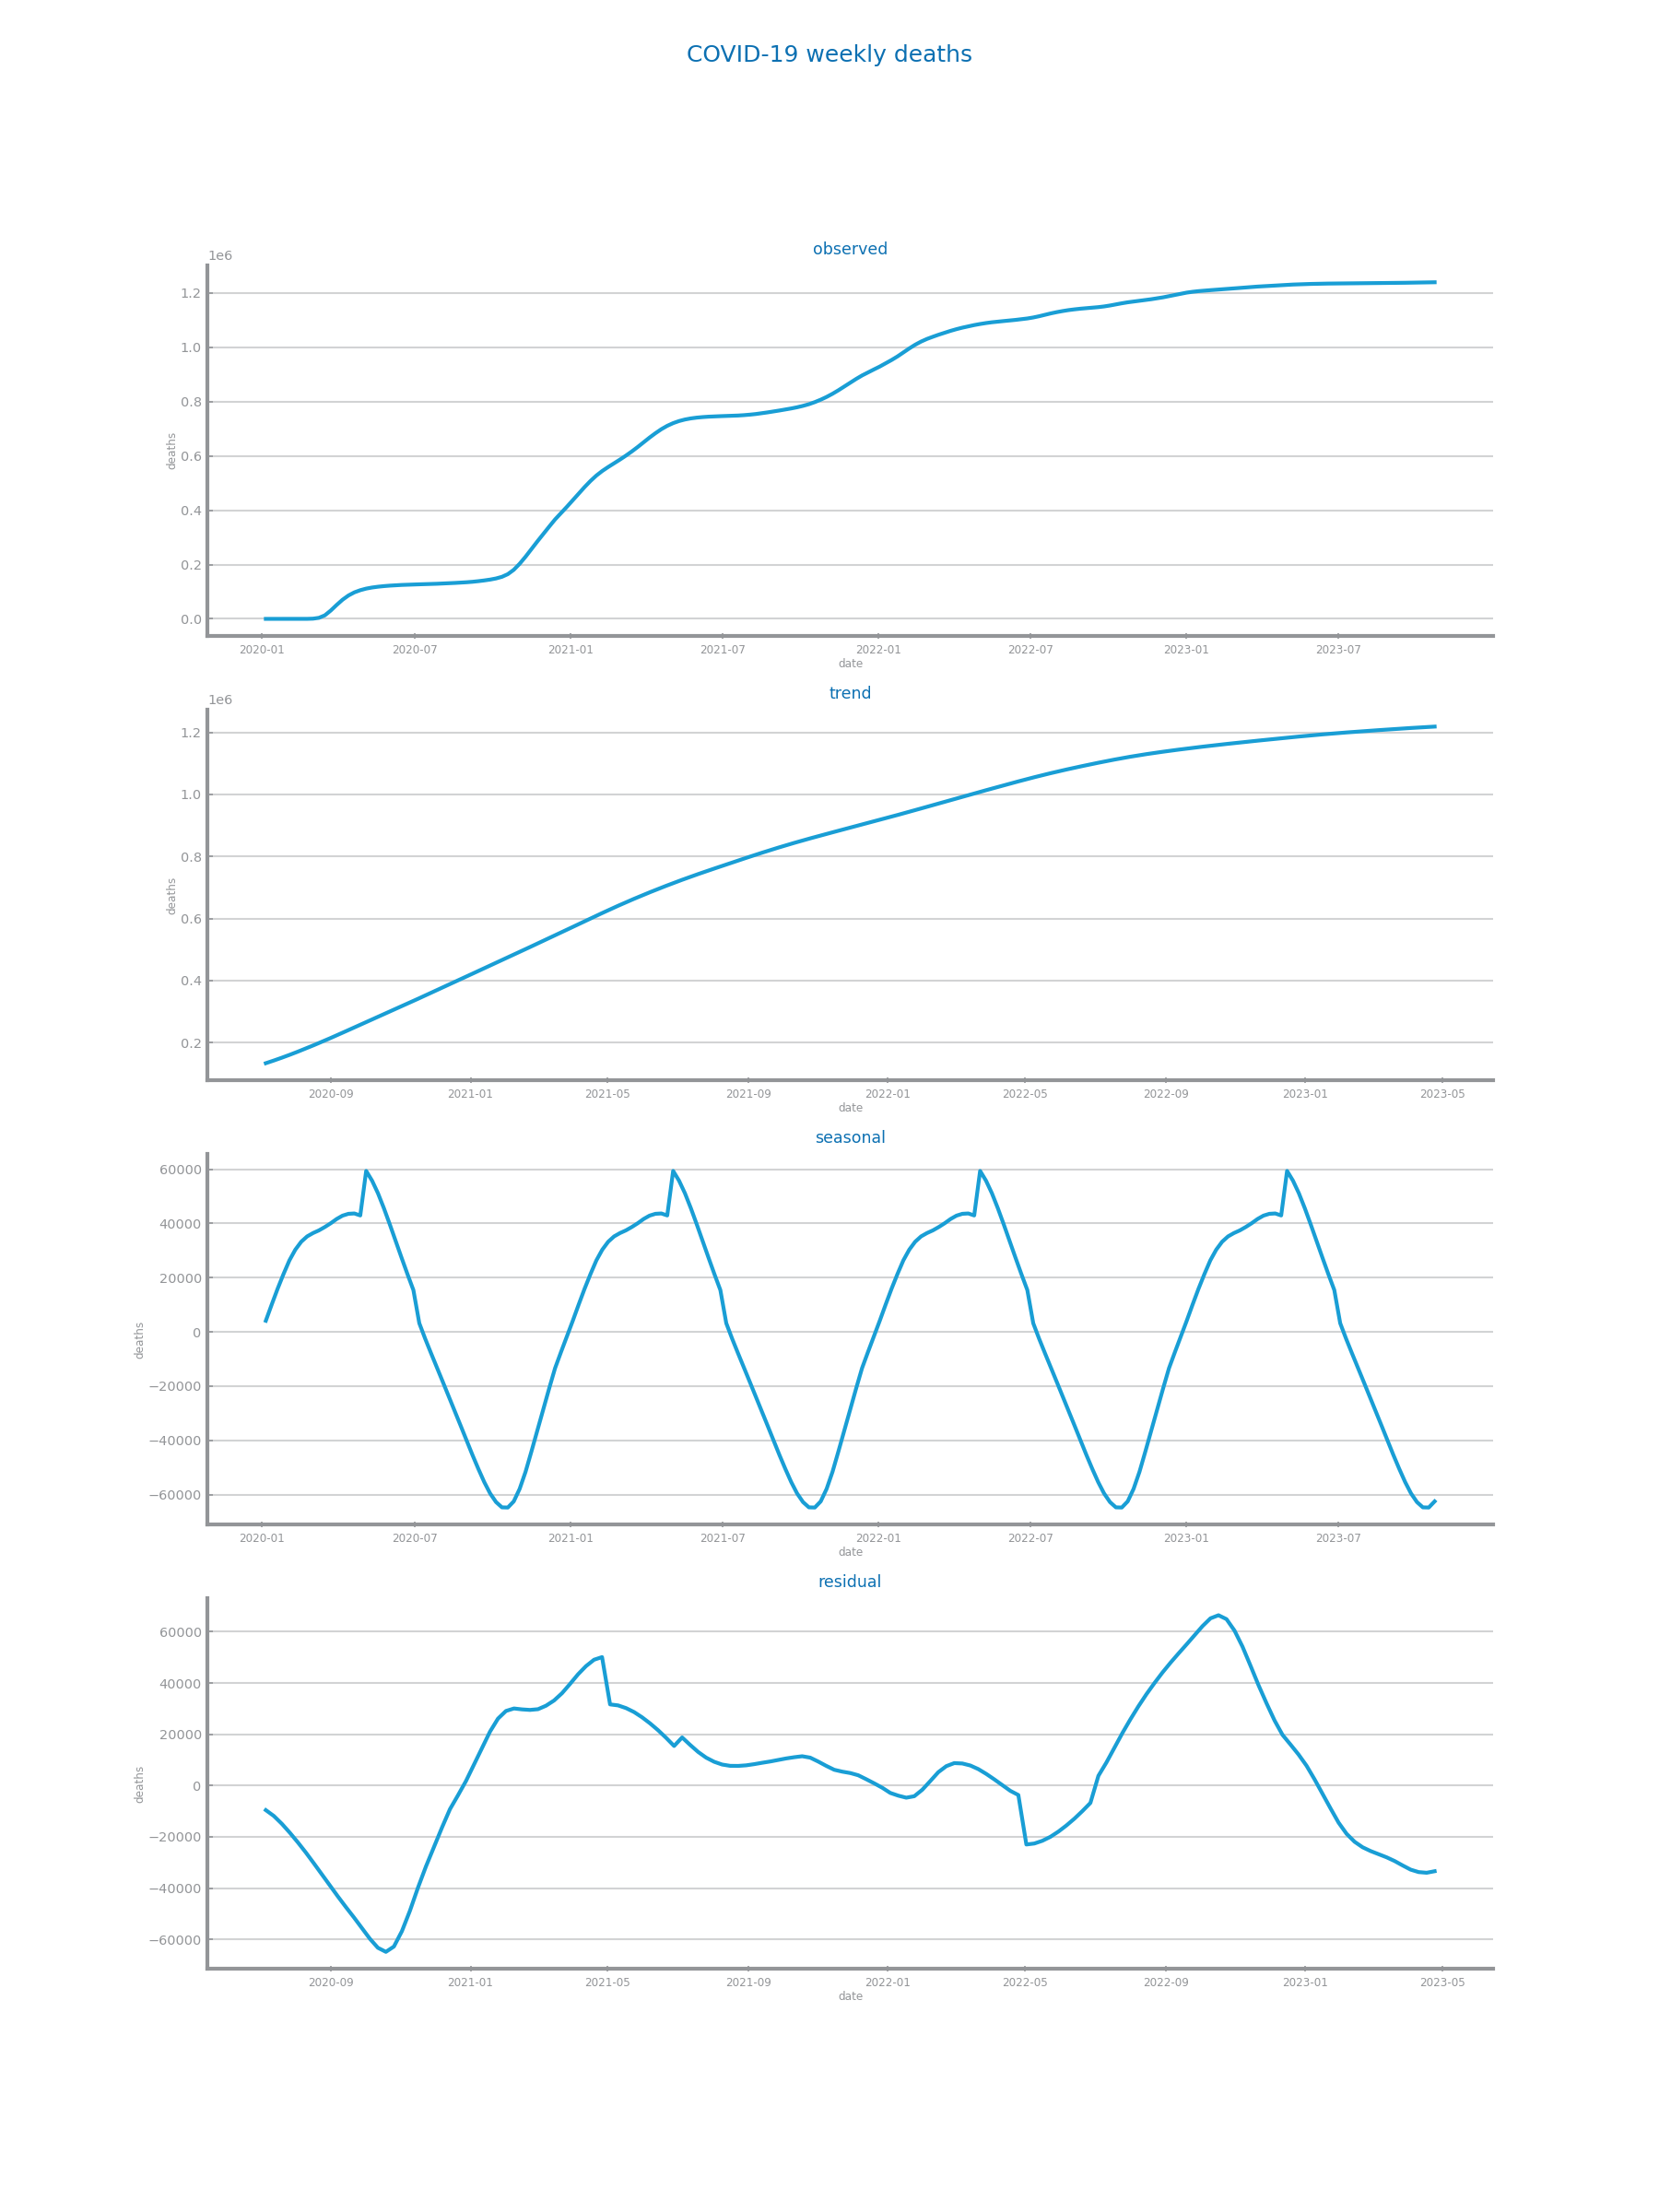 COVID-19 weekly deaths
observed
1e6
1.2
1.0
0.8
0.6
0.4
0.2
0.0
deaths
2020-01 2020-07 2021-01 2021-07 2022-01 2022-07 2023-01 2023-07
date
trend
1e6
1.2
1.0
0.8
0.6
0.4
0.2
deaths
2020-09 2021-01 2021-05 2021-09 2022-01 2022-05 2022-09 2023-01 2023-05
date
seasonal
60000
40000
20000
0
−20000
−40000
−60000
deaths
2020-01 2020-07 2021-01 2021-07 2022-01 2022-07 2023-01 2023-07
date
residual
60000
40000
20000
0
−20000
−40000
−60000
deaths
2020-09 2021-01 2021-05 2021-09 2022-01 2022-05 2022-09 2023-01 2023-05
date